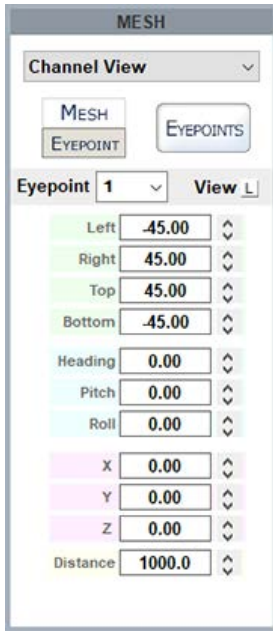 MESH
Channel View
MESH
EYEPOINT
EYEPOINTS
Eyepoint 1 View L
Left -45.00
Right 45.00
Top 45.00
Bottom -45.00
Heading 0.00
Pitch 0.00
Roll 0.00
X 0.00
Y 0.00
Z 0.00
Distance 1000.0